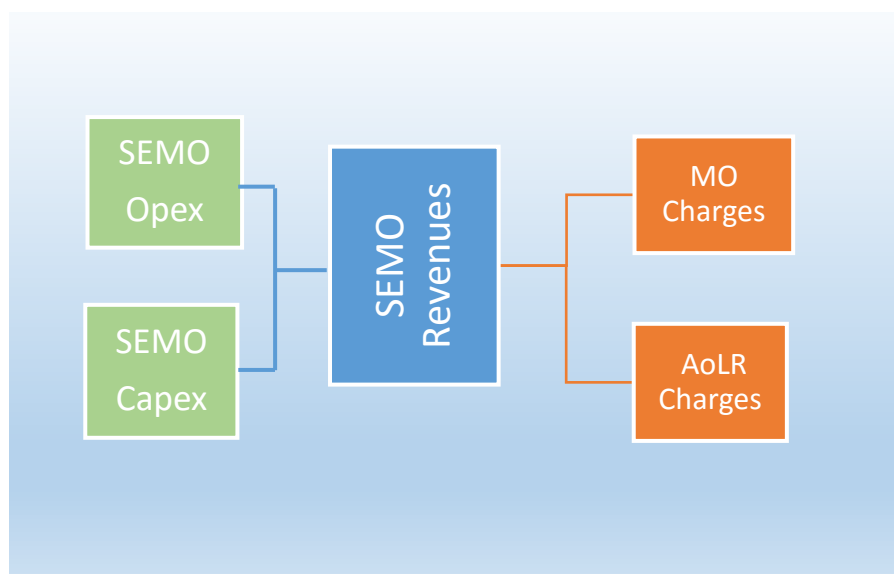 SEMO
Opex
SEMO
Capex
SEMO
Revenues
MO
Charges
AoLR
Charges